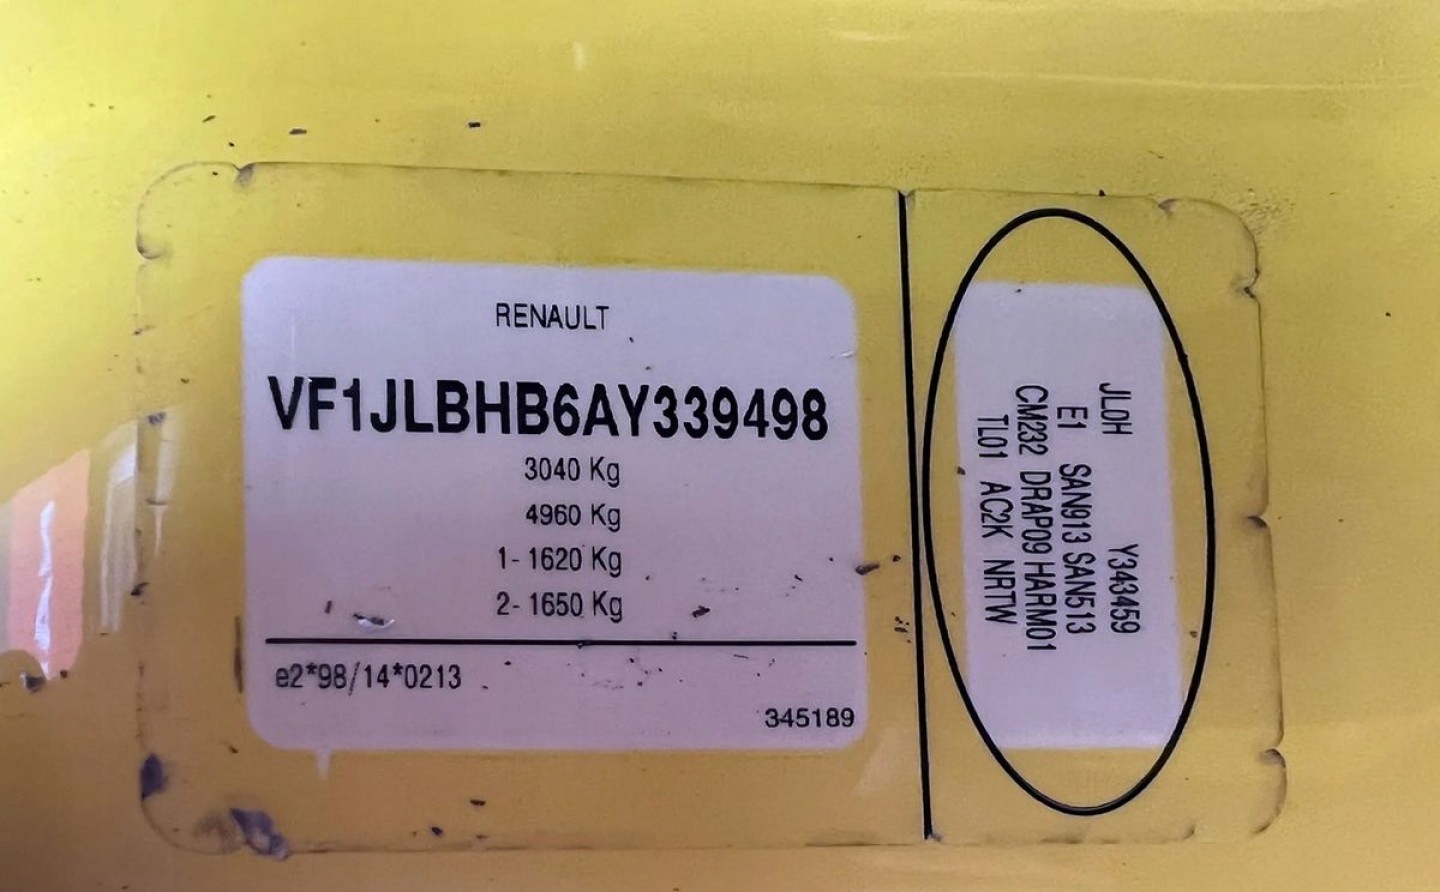 RENAULT
VF1JLBHB6AY339498
3040 Kg
4960 Kg
1- 1620 Kg
2- 1650 Kg
e2*98/14*0213
345189
JL0H Y343459
E1 SAN913 SAN513
CM232 DRAP09 HARM01
TL01 AC2K NRTW